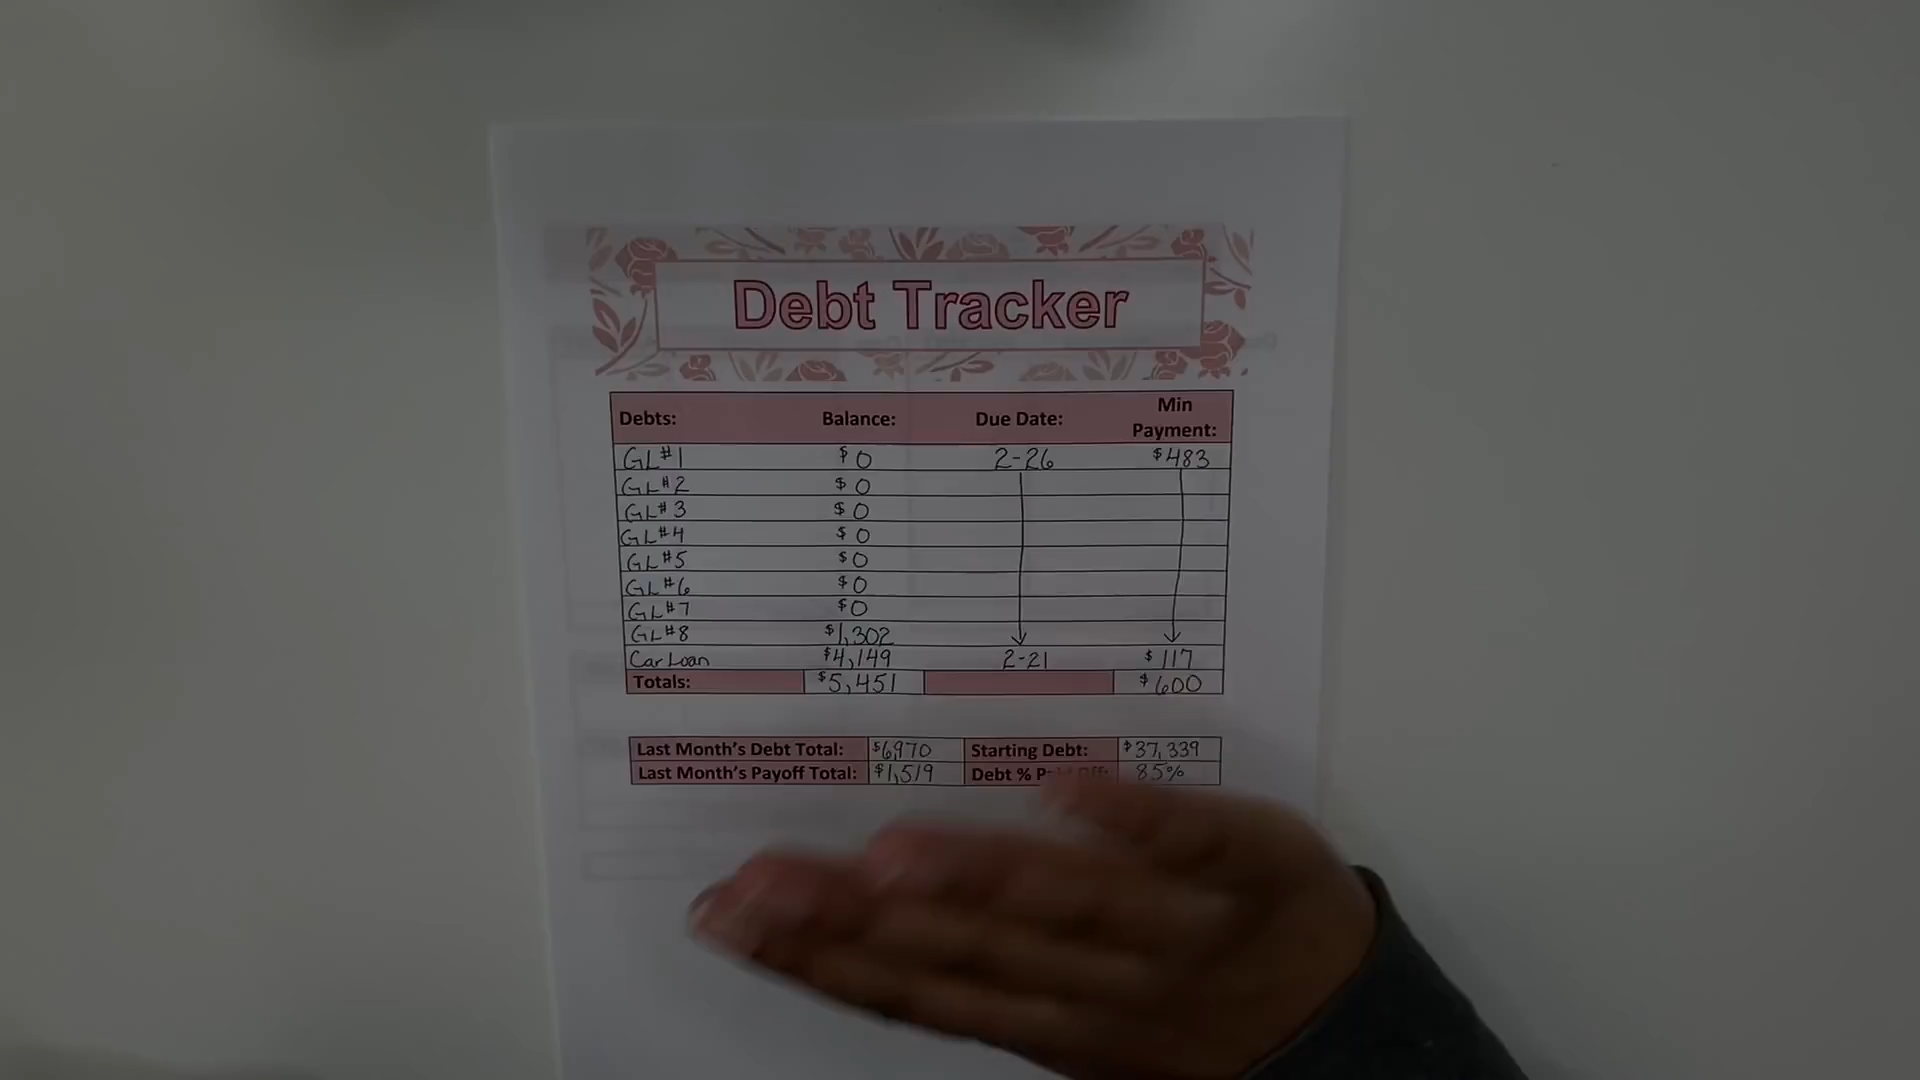 Debt Tracker
Debts: Balance: Due Date: Min Payment:
GL#1 $0 2-26 $483
GL#2 $0
GL#3 $0
GL#4 $0
GL#5 $0
GL#6 $0
GL#7 $0
GL#8 $1,302
Car Loan $4,149 2-21 $117
Totals: $5,451 $600
Last Month's Debt Total: $6970 Starting Debt: $37,339
Last Month's Payoff Total: $1,519 Debt % 85%